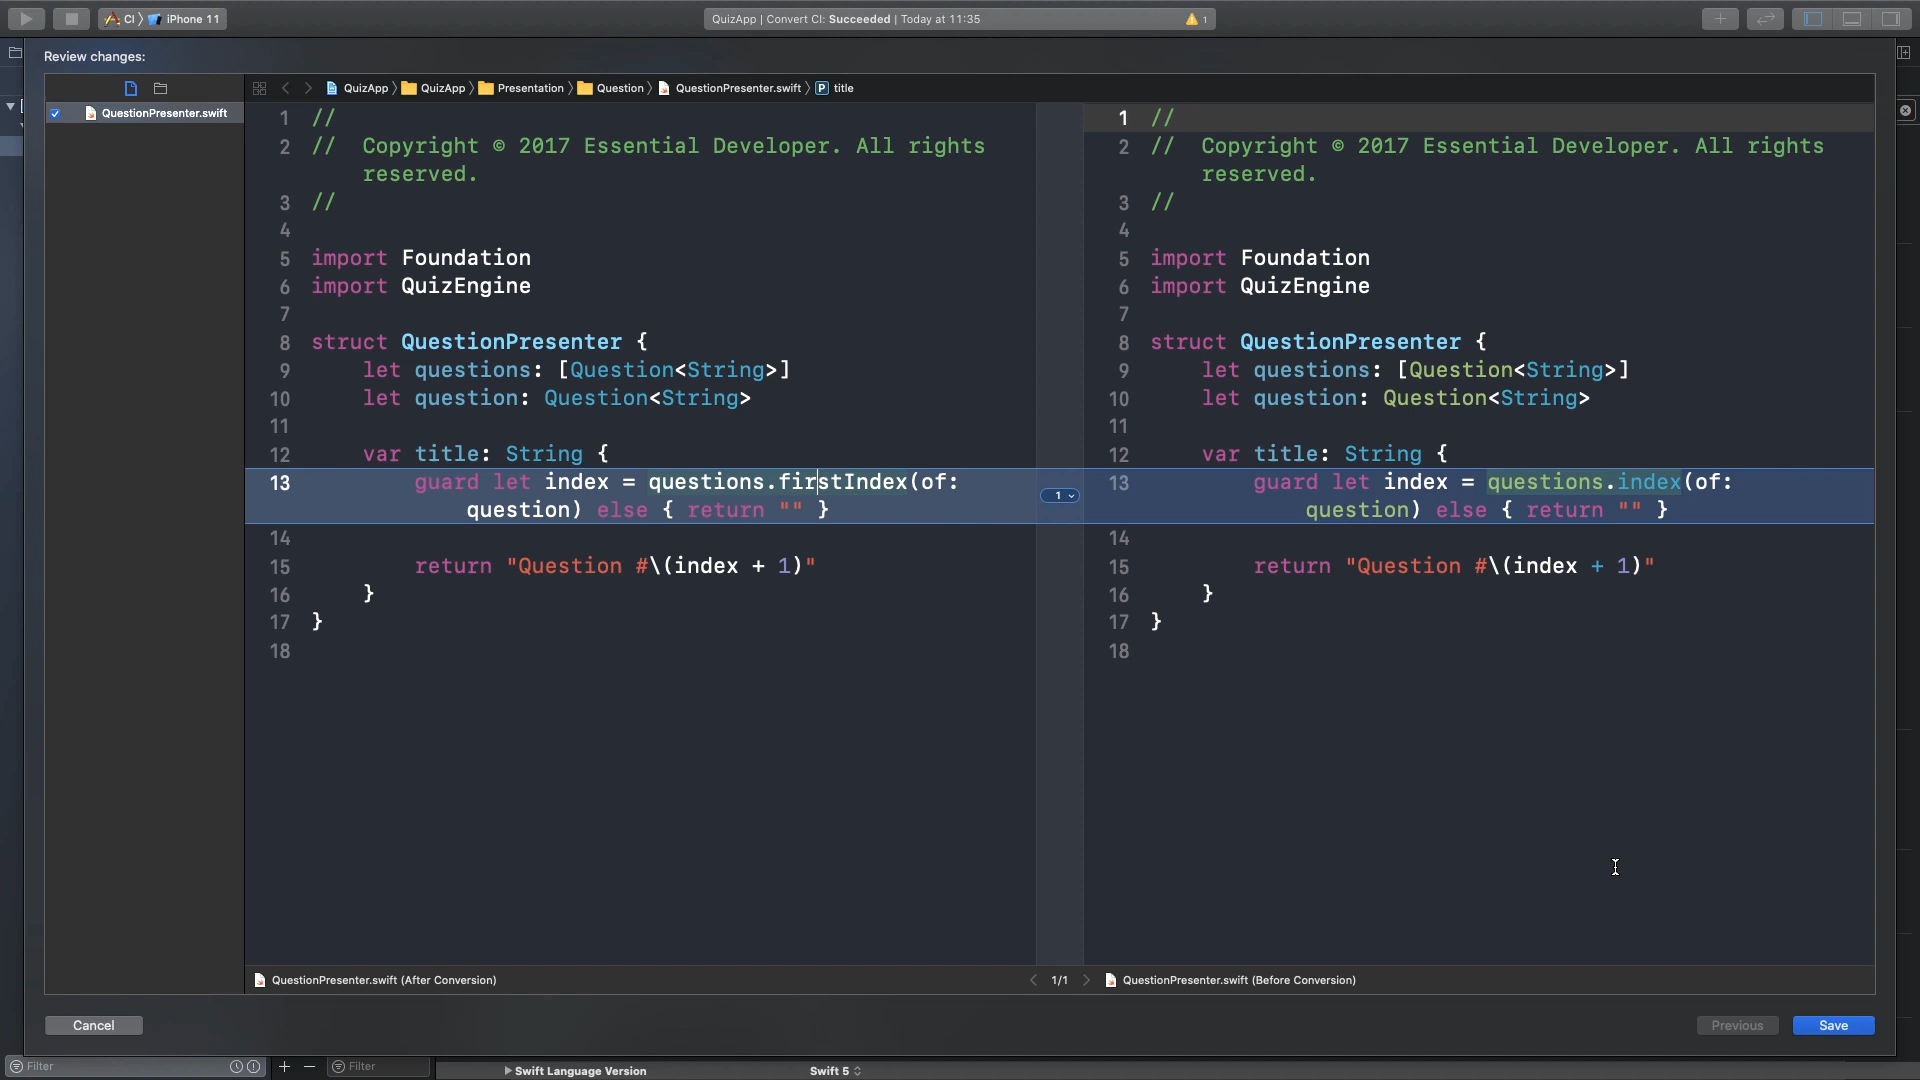 CI 〉 iPhone 11
QuizApp | Convert CI: Succeeded | Today at 11:35
1
Review changes:
QuestionPresenter.swift
QuizApp 〉 QuizApp 〉 Presentation 〉 Question 〉 QuestionPresenter.swift 〉 P title
1 //
2 //  Copyright © 2017 Essential Developer. All rights
reserved.
3 //
4
5 import Foundation
6 import QuizEngine
7
8 struct QuestionPresenter {
9     let questions: [Question<String>]
10     let question: Question<String>
11
12     var title: String {
13         guard let index = questions.firstIndex(of:
question) else { return "" }
14
15         return "Question #\(index + 1)"
16     }
17 }
18
1
1 //
2 //  Copyright © 2017 Essential Developer. All rights
reserved.
3 //
4
5 import Foundation
6 import QuizEngine
7
8 struct QuestionPresenter {
9     let questions: [Question<String>]
10     let question: Question<String>
11
12     var title: String {
13         guard let index = questions.index(of:
question) else { return "" }
14
15         return "Question #\(index + 1)"
16     }
17 }
18
QuestionPresenter.swift (After Conversion)
1/1
QuestionPresenter.swift (Before Conversion)
Cancel
Previous
Save
Filter
Filter
Swift Language Version
Swift 5